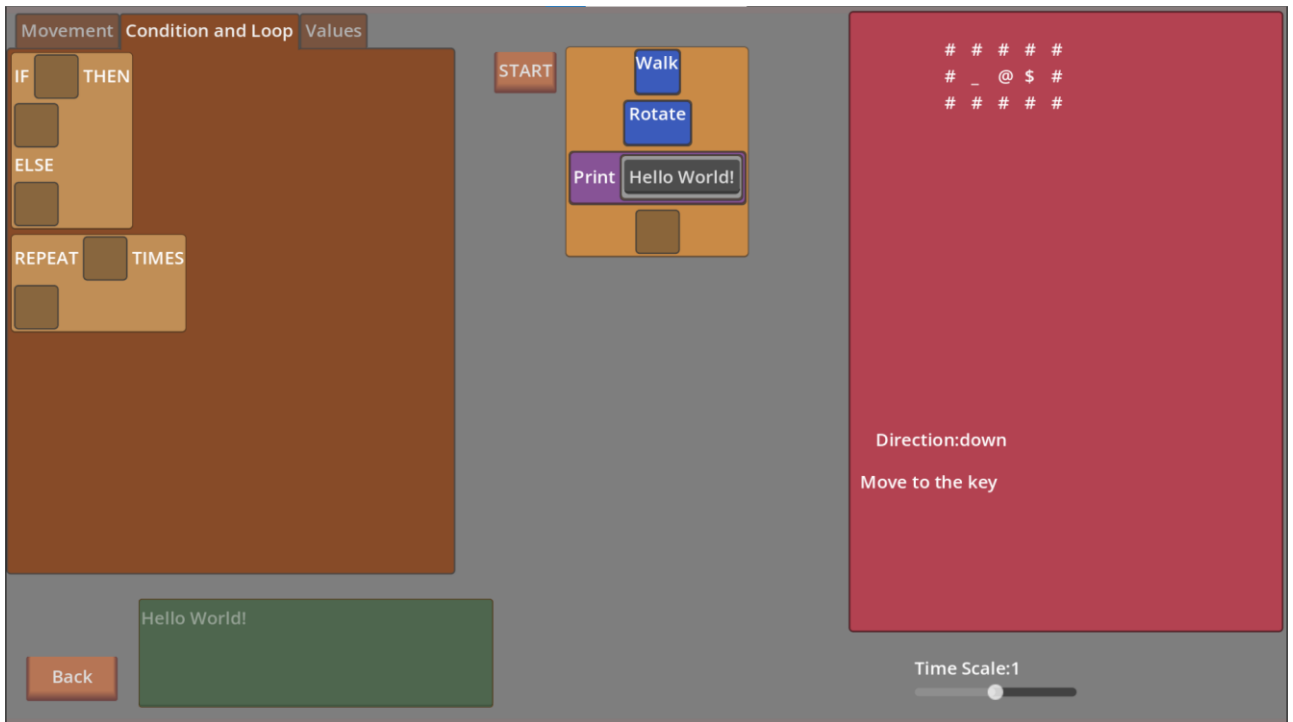 Movement
Condition and Loop
Values
IF THEN
ELSE
REPEAT TIMES
START
Walk
Rotate
Print Hello World!
# # # # #
# _ @ $ #
# # # # #
Direction:down
Move to the key
Hello World!
Back
Time Scale:1